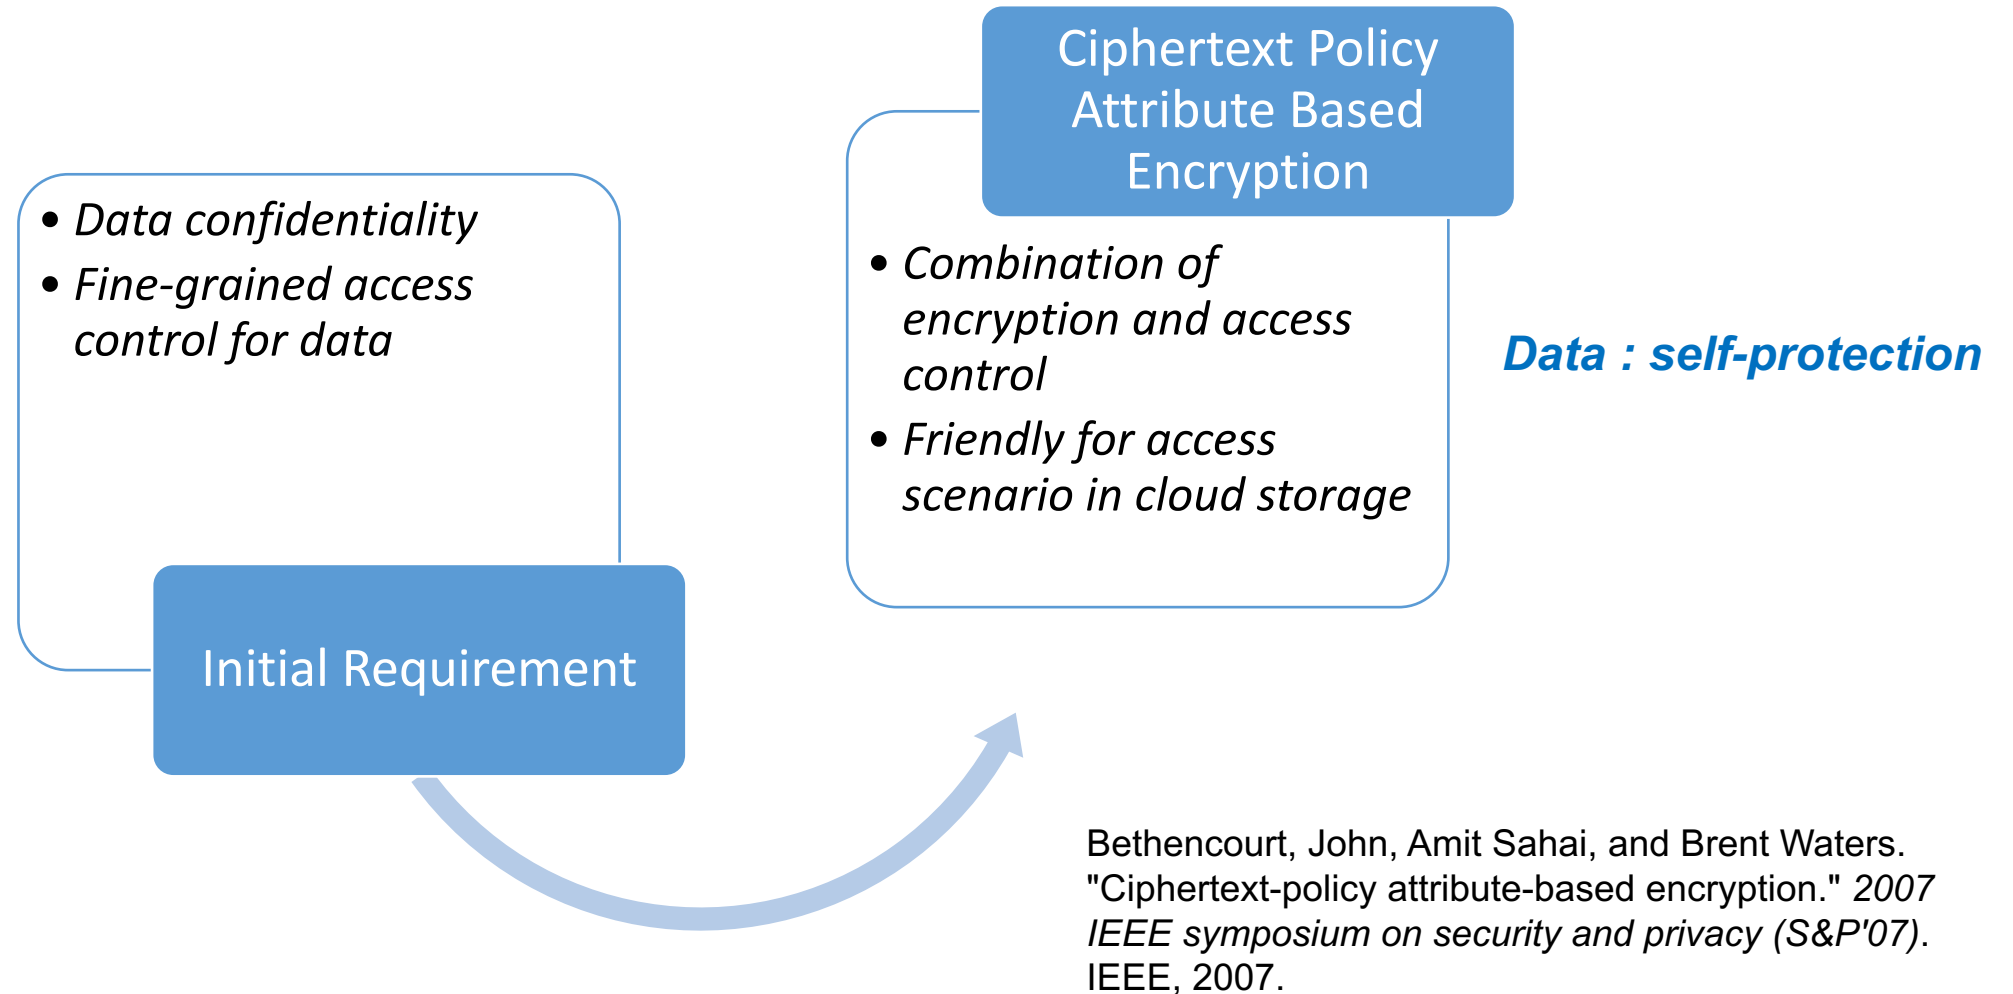 • Data confidentiality
• Fine-grained access
control for data
Initial Requirement
Ciphertext Policy
Attribute Based
Encryption
• Combination of
encryption and access
control
• Friendly for access
scenario in cloud storage
Data : self-protection
Bethencourt, John, Amit Sahai, and Brent Waters.
"Ciphertext-policy attribute-based encryption." 2007
IEEE symposium on security and privacy (S&P'07).
IEEE, 2007.